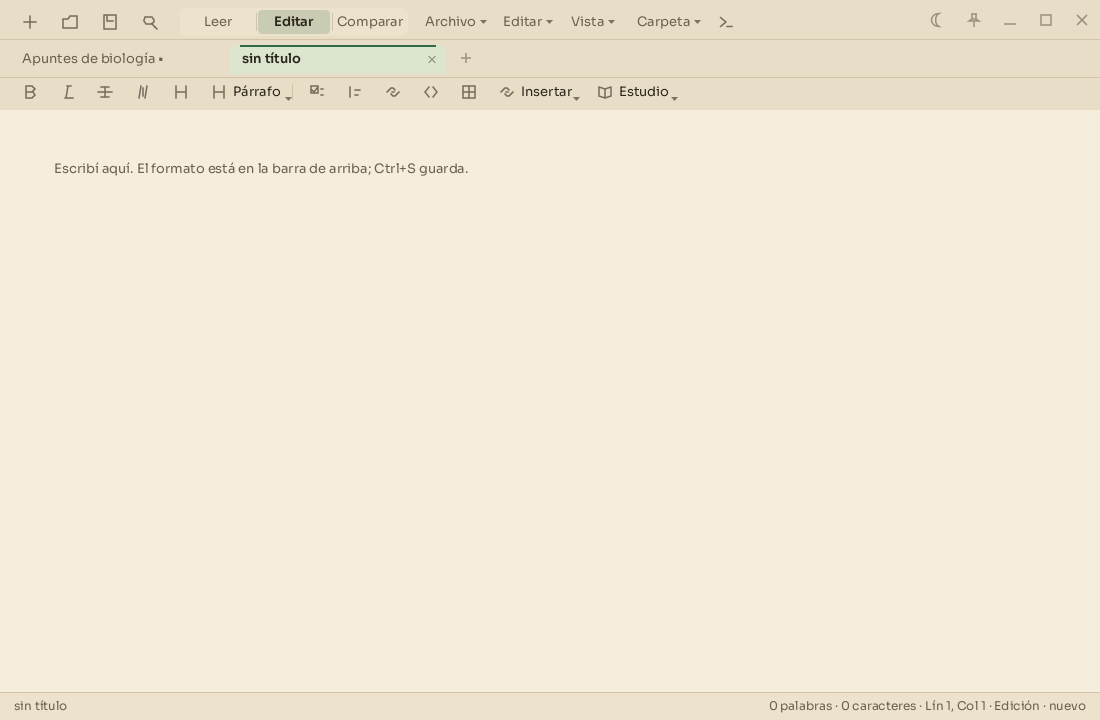 Leer Editar Comparar Archivo Editar Vista Carpeta
Apuntes de biología • sin título
Párrafo Insertar Estudio
Escribí aquí. El formato está en la barra de arriba; Ctrl+S guarda.
sin título 0 palabras · 0 caracteres · Lín 1, Col 1 · Edición · nuevo